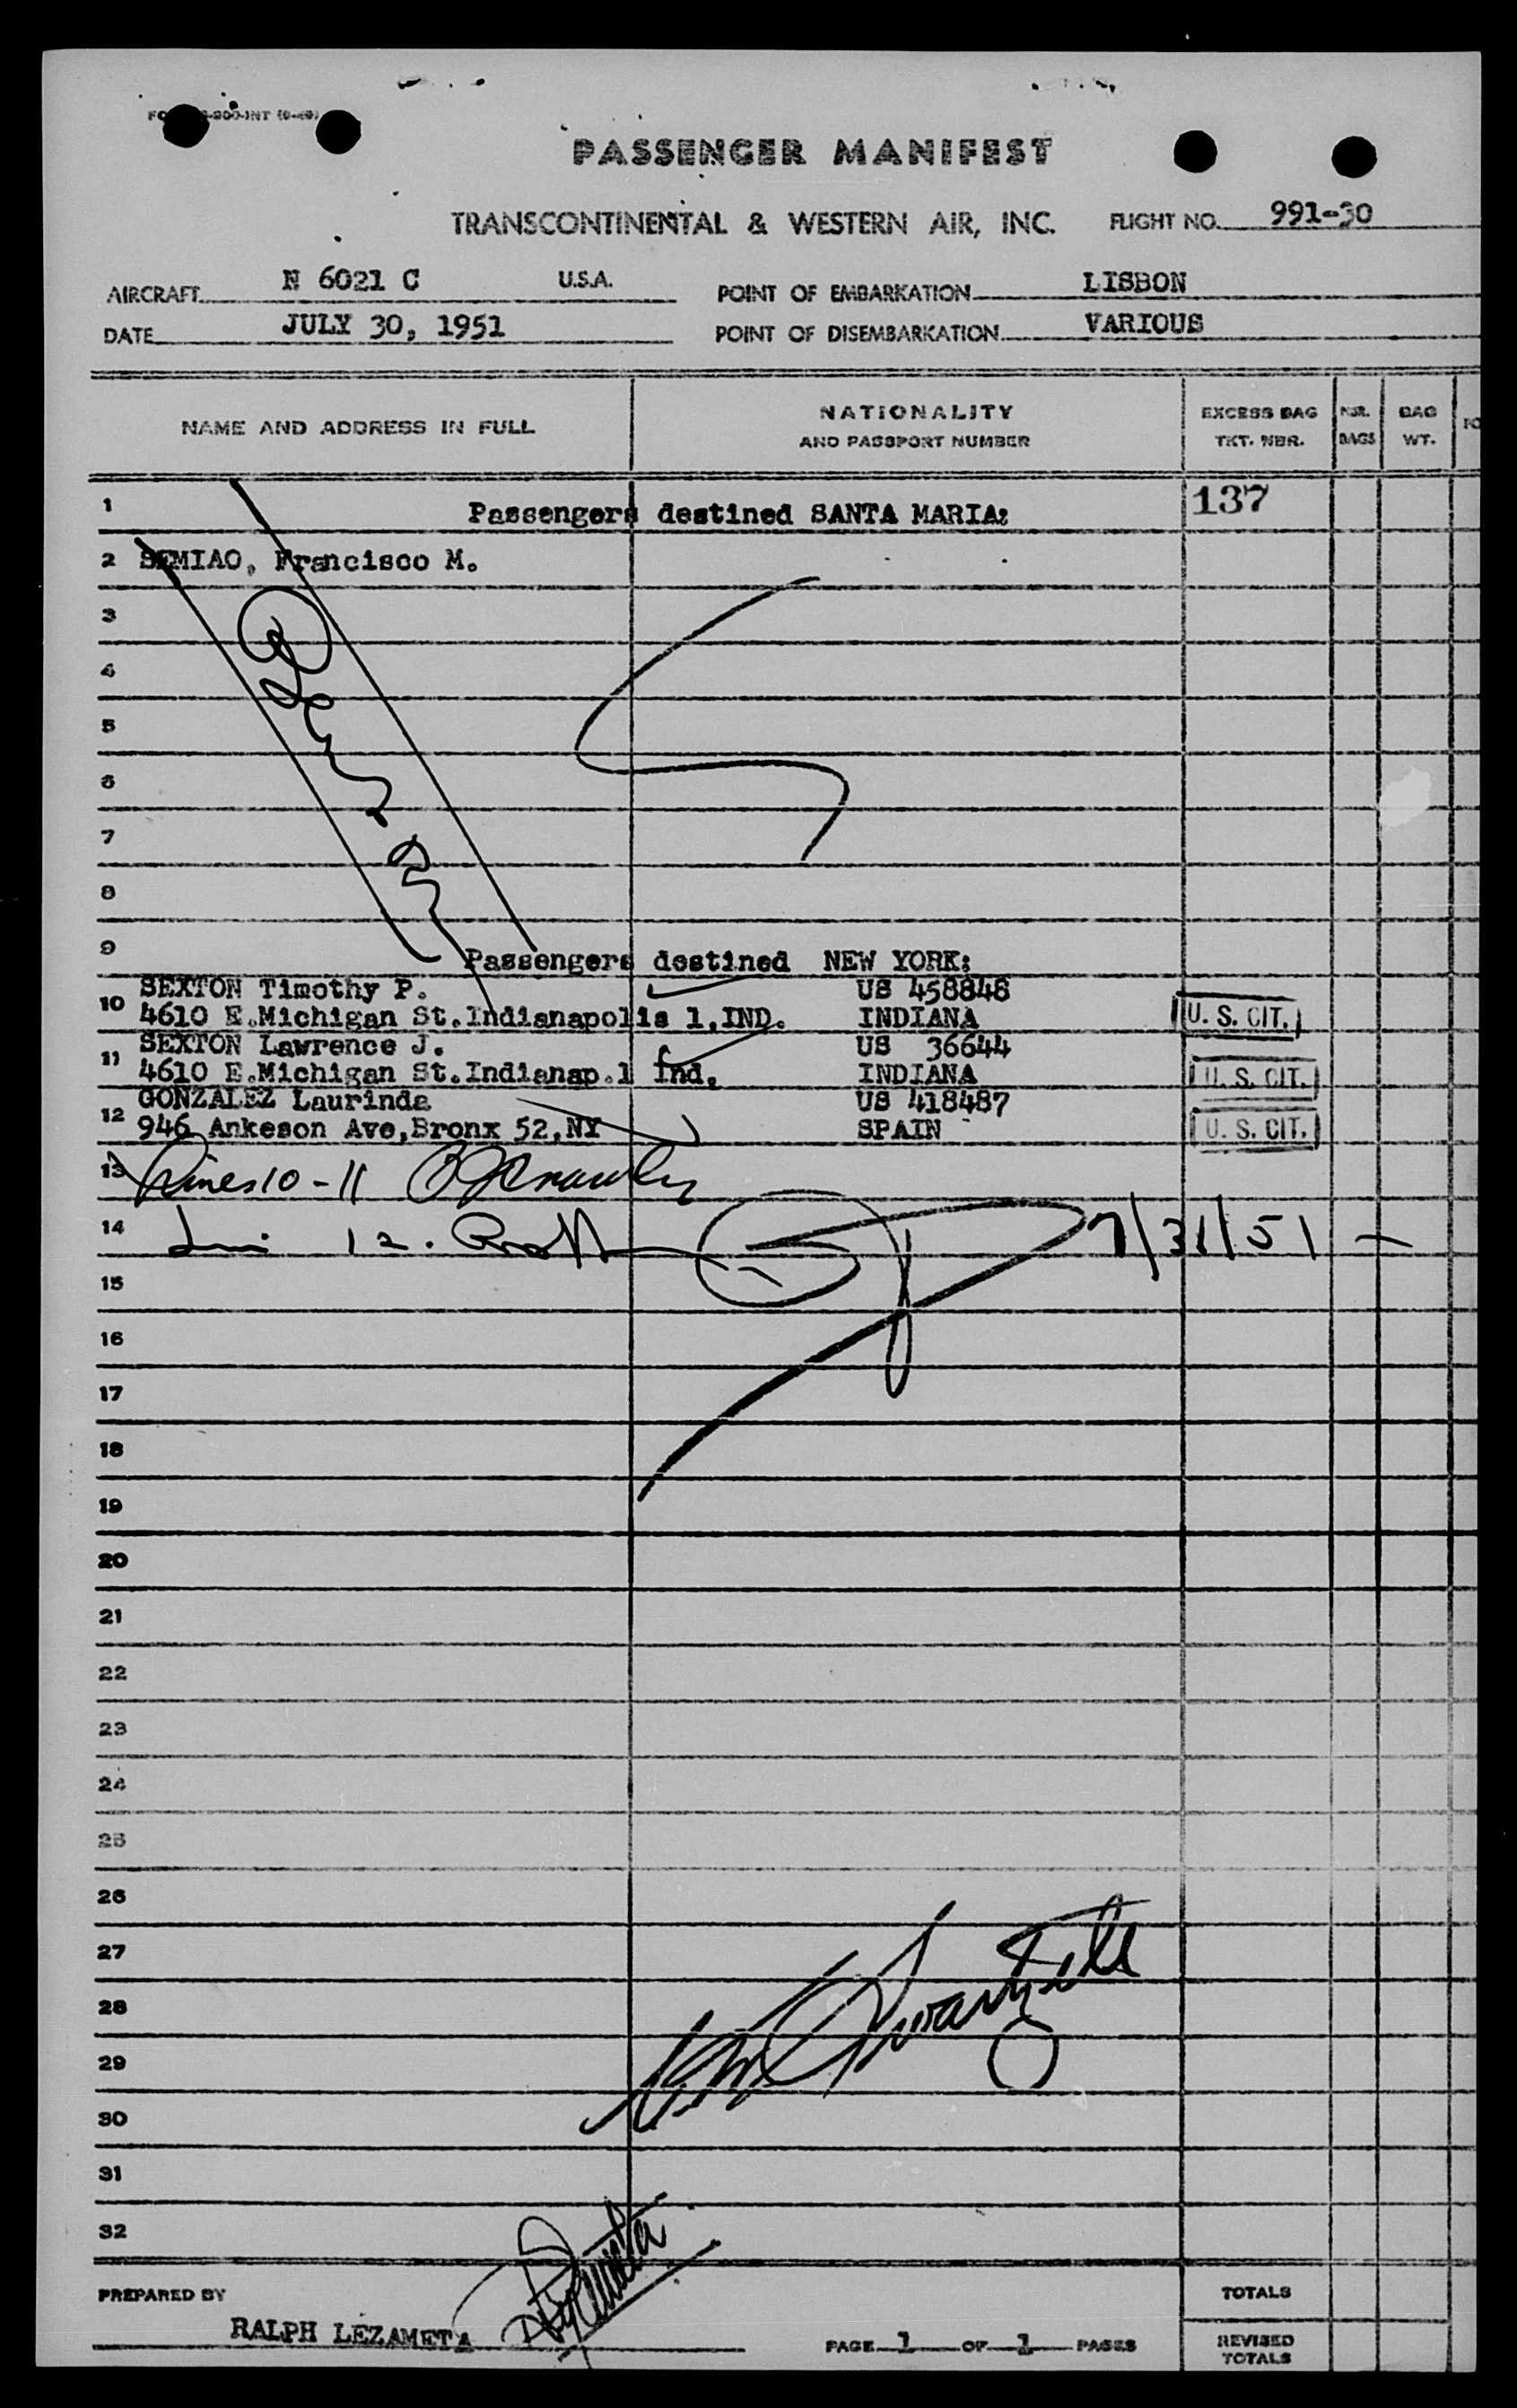 PASSENGER MANIFEST
TRANSCONTINENTAL & WESTERN AIR, INC. FLIGHT NO. 991-30
AIRCRAFT N 6021 C U.S.A. POINT OF EMBARKATION LISBON
DATE JULY 30, 1951 POINT OF DISEMBARKATION VARIOUS
NAME AND ADDRESS IN FULL NATIONALITY AND PASSPORT NUMBER EXCESS BAG TKT. NBR. NBR. BAGS BAG WT.
1 Passengers destined SANTA MARIA: 137
2 SEMIAO, Francisco M.
3
4
5
6
7
8
9 Passengers destined NEW YORK:
SEXTON Timothy P. US 458848
10 4610 E.Michigan St.Indianapolis 1,IND. INDIANA U. S. CIT.
SEXTON Lawrence J. US 36644
11 4610 E.Michigan St.Indianap.1 Ind. INDIANA U. S. CIT.
GONZALEZ Laurinda US 418487
12 946 Ankeson Ave,Bronx 52,NY SPAIN U. S. CIT.
13 Lines 10-11
14 12. 7/31/51
15
16
17
18
19
20
21
22
23
24
25
26
27
28
29
30
31
32
PREPARED BY TOTALS
RALPH LEZAMETA PAGE 1 OF 1 PAGES REVISED TOTALS